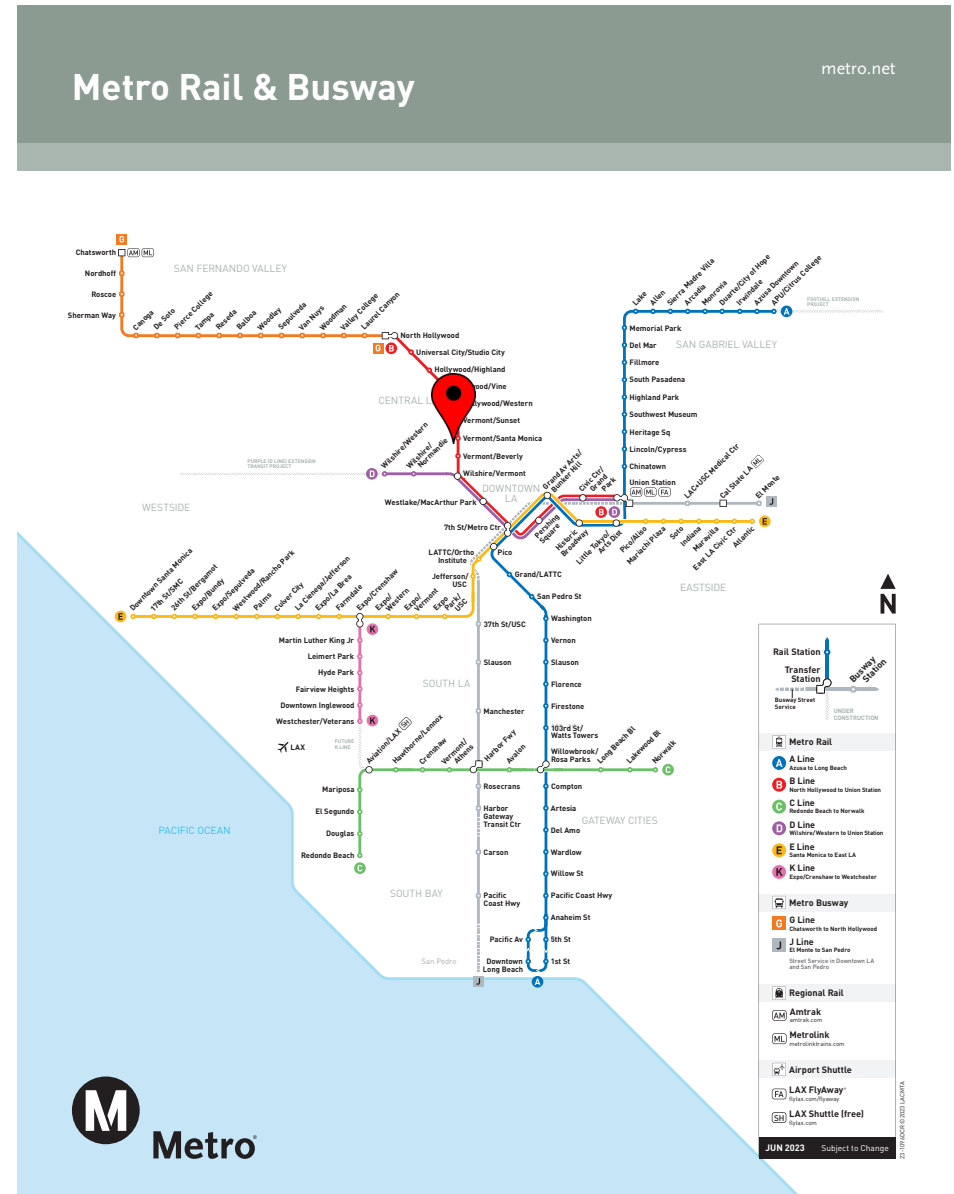 Metro Rail & Busway
metro.net
G
Chatsworth
AM
ML
Nordhoff
Roscoe
Sherman Way
SAN FERNANDO VALLEY
Canoga
De Soto
Pierce College
Tampa
Reseda
Balboa
Woodley
Sepulveda
Van Nuys
Woodman
Valley College
Laurel Canyon
North Hollywood
G
B
Universal City/Studio City
Hollywood/Highland
ood/Vine
lywood/Western
Vermont/Sunset
Vermont/Santa Monica
Vermont/Beverly
Wilshire/Vermont
CENTRAL L
PURPLE (D LINE) EXTENSION
TRANSIT PROJECT
D
Wilshire/Western
Wilshire/
Normandie
WESTSIDE
Westlake/MacArthur Park
7th St/Metro Ctr
DOWNTOWN
LA
Grand Av Arts/
Bunker Hill
Civic Ctr/
Grand
Park
Pershing
Square
Historic
Broadway
Little Tokyo/
Arts Dist
B
D
Union Station
AM
ML
FA
Lake
Allen
Sierra Madre Villa
Arcadia
Monrovia
Duarte/City of Hope
Irwindale
Azusa Downtown
APU/Citrus College
A
FOOTHILL EXTENSION
PROJECT
Memorial Park
Del Mar
Fillmore
South Pasadena
Highland Park
Southwest Museum
Heritage Sq
Lincoln/Cypress
Chinatown
SAN GABRIEL VALLEY
LAC+USC Medical Ctr
Cal State LA
ML
El Monte
J
Pico/Aliso
Mariachi Plaza
Soto
Indiana
Maravilla
East LA Civic Ctr
Atlantic
E
EASTSIDE
Pico
LATTC/Ortho
Institute
Jefferson/
USC
E
Downtown Santa Monica
17th St/SMC
26th St/Bergamot
Expo/Bundy
Expo/Sepulveda
Westwood/Rancho Park
Palms
Culver City
La Cienega/Jefferson
Expo/La Brea
Farmdale
Expo/Crenshaw
Expo/
Western
Expo/
Vermont
Expo
Park/
USC
K
Martin Luther King Jr
Leimert Park
Hyde Park
Fairview Heights
Downtown Inglewood
Westchester/Veterans
K
FUTURE
K LINE
LAX
SOUTH LA
37th St/USC
Slauson
Manchester
Harbor Fwy
Rosecrans
Harbor
Gateway
Transit Ctr
Carson
Pacific
Coast Hwy
San Pedro
J
Grand/LATTC
San Pedro St
Washington
Vernon
Slauson
Florence
Firestone
103rd St/
Watts Towers
Willowbrook/
Rosa Parks
Compton
Artesia
Del Amo
Wardlow
Willow St
Pacific Coast Hwy
Anaheim St
5th St
1st St
Pacific Av
Downtown
Long Beach
A
Aviation/LAX
SH
Hawthorne/Lennox
Crenshaw
Vermont/
Athens
Avalon
Long Beach Bl
Lakewood Bl
Norwalk
C
Mariposa
El Segundo
Douglas
Redondo Beach
C
SOUTH BAY
GATEWAY CITIES
PACIFIC OCEAN
N
Rail Station
Transfer
Station
Busway
Station
Busway Street
Service
UNDER
CONSTRUCTION
Metro Rail
A
A Line
Azusa to Long Beach
B
B Line
North Hollywood to Union Station
C
C Line
Redondo Beach to Norwalk
D
D Line
Wilshire/Western to Union Station
E
E Line
Santa Monica to East LA
K
K Line
Expo/Crenshaw to Westchester
Metro Busway
G
G Line
Chatsworth to North Hollywood
J
J Line
El Monte to San Pedro
Street Service in Downtown LA
and San Pedro
Regional Rail
AM
Amtrak
amtrak.com
ML
Metrolink
metrolinktrains.com
Airport Shuttle
FA
LAX FlyAway
flylax.com/flyaway
SH
LAX Shuttle (free)
flylax.com
JUN 2023 Subject to Change
M
Metro